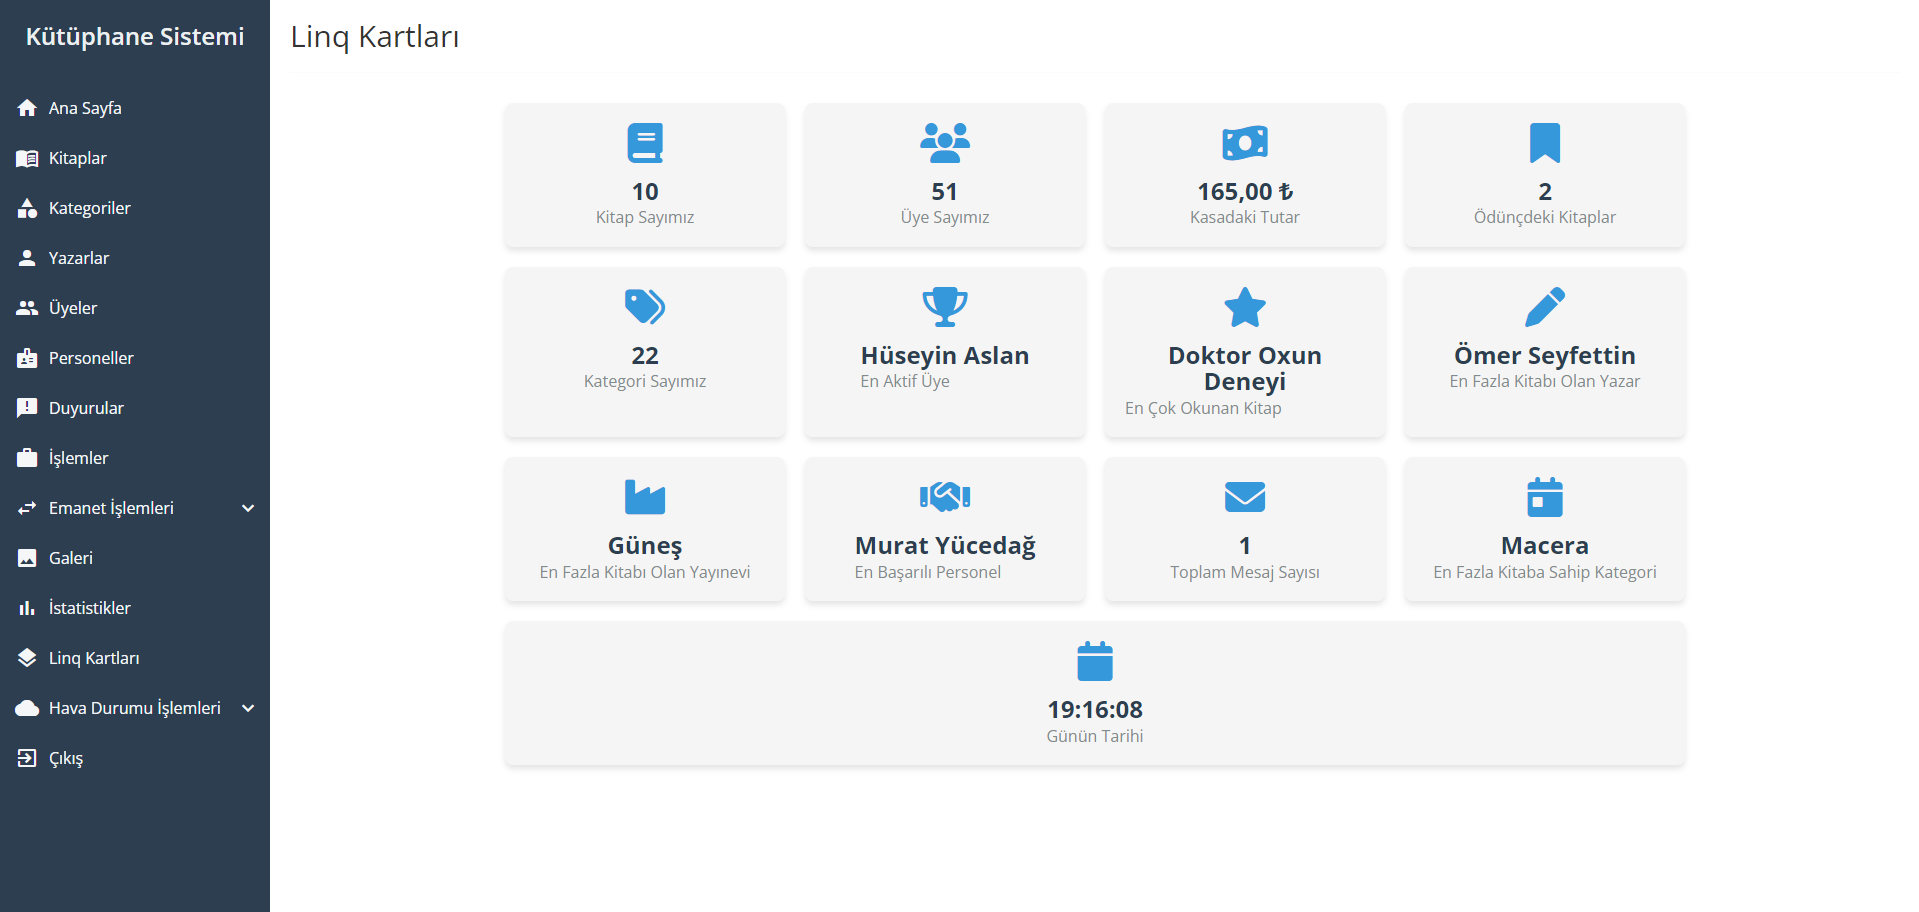 Kütüphane Sistemi
Ana Sayfa
Kitaplar
Kategoriler
Yazarlar
Üyeler
Personeller
Duyurular
İşlemler
Emanet İşlemleri
Galeri
İstatistikler
Linq Kartları
Hava Durumu İşlemleri
Çıkış
Linq Kartları
10
Kitap Sayımız
51
Üye Sayımız
165,00 ₺
Kasadaki Tutar
2
Ödünçdeki Kitaplar
22
Kategori Sayımız
Hüseyin Aslan
En Aktif Üye
Doktor Oxun
Deneyi
En Çok Okunan Kitap
Ömer Seyfettin
En Fazla Kitabı Olan Yazar
Güneş
En Fazla Kitabı Olan Yayınevi
Murat Yücedağ
En Başarılı Personel
1
Toplam Mesaj Sayısı
Macera
En Fazla Kitaba Sahip Kategori
19:16:08
Günün Tarihi